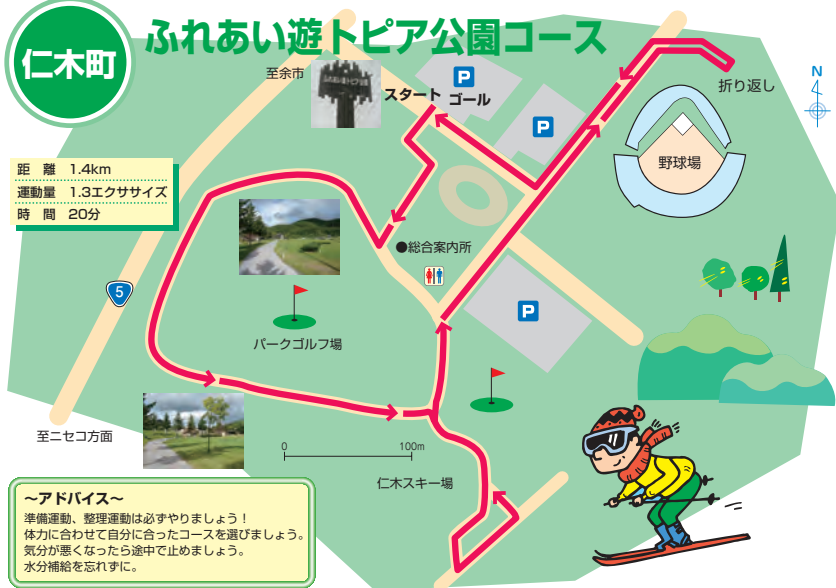 仁木町
ふれあい遊トピア公園コース
至余市
スタート
ゴール
P
P
P
折り返し
N
野球場
距　離　1.4km
運動量　1.3エクササイズ
時　間　20分
●総合案内所
5
パークゴルフ場
至ニセコ方面
0　100m
仁木スキー場
～アドバイス～
準備運動、整理運動は必ずやりましょう！
体力に合わせて自分に合ったコースを選びましょう。
気分が悪くなったら途中で止めましょう。
水分補給を忘れずに。